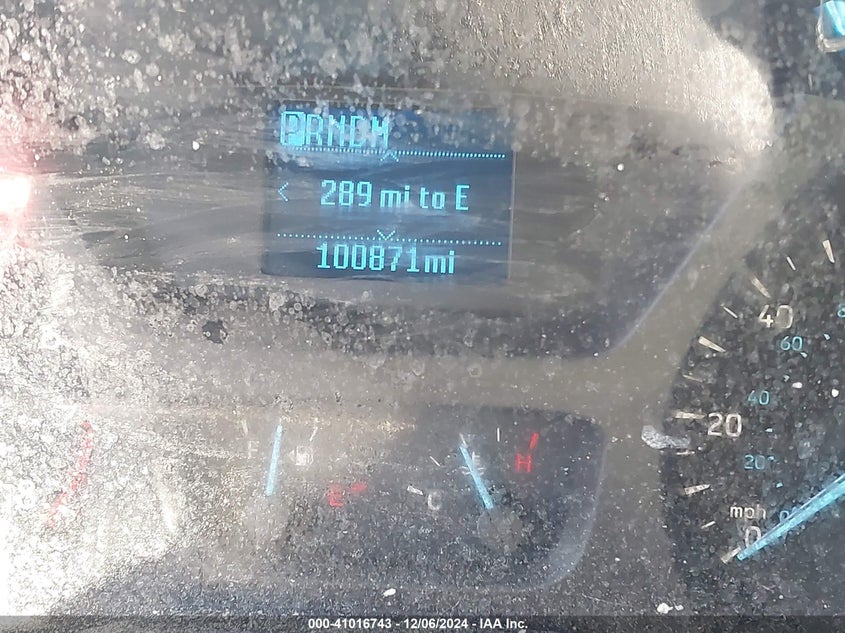 PRNDM
289 mi to E
100871mi
40
60
40
20
20
mph
0
F
E
C
H
000-41016743 - 12/06/2024 - IAA Inc.